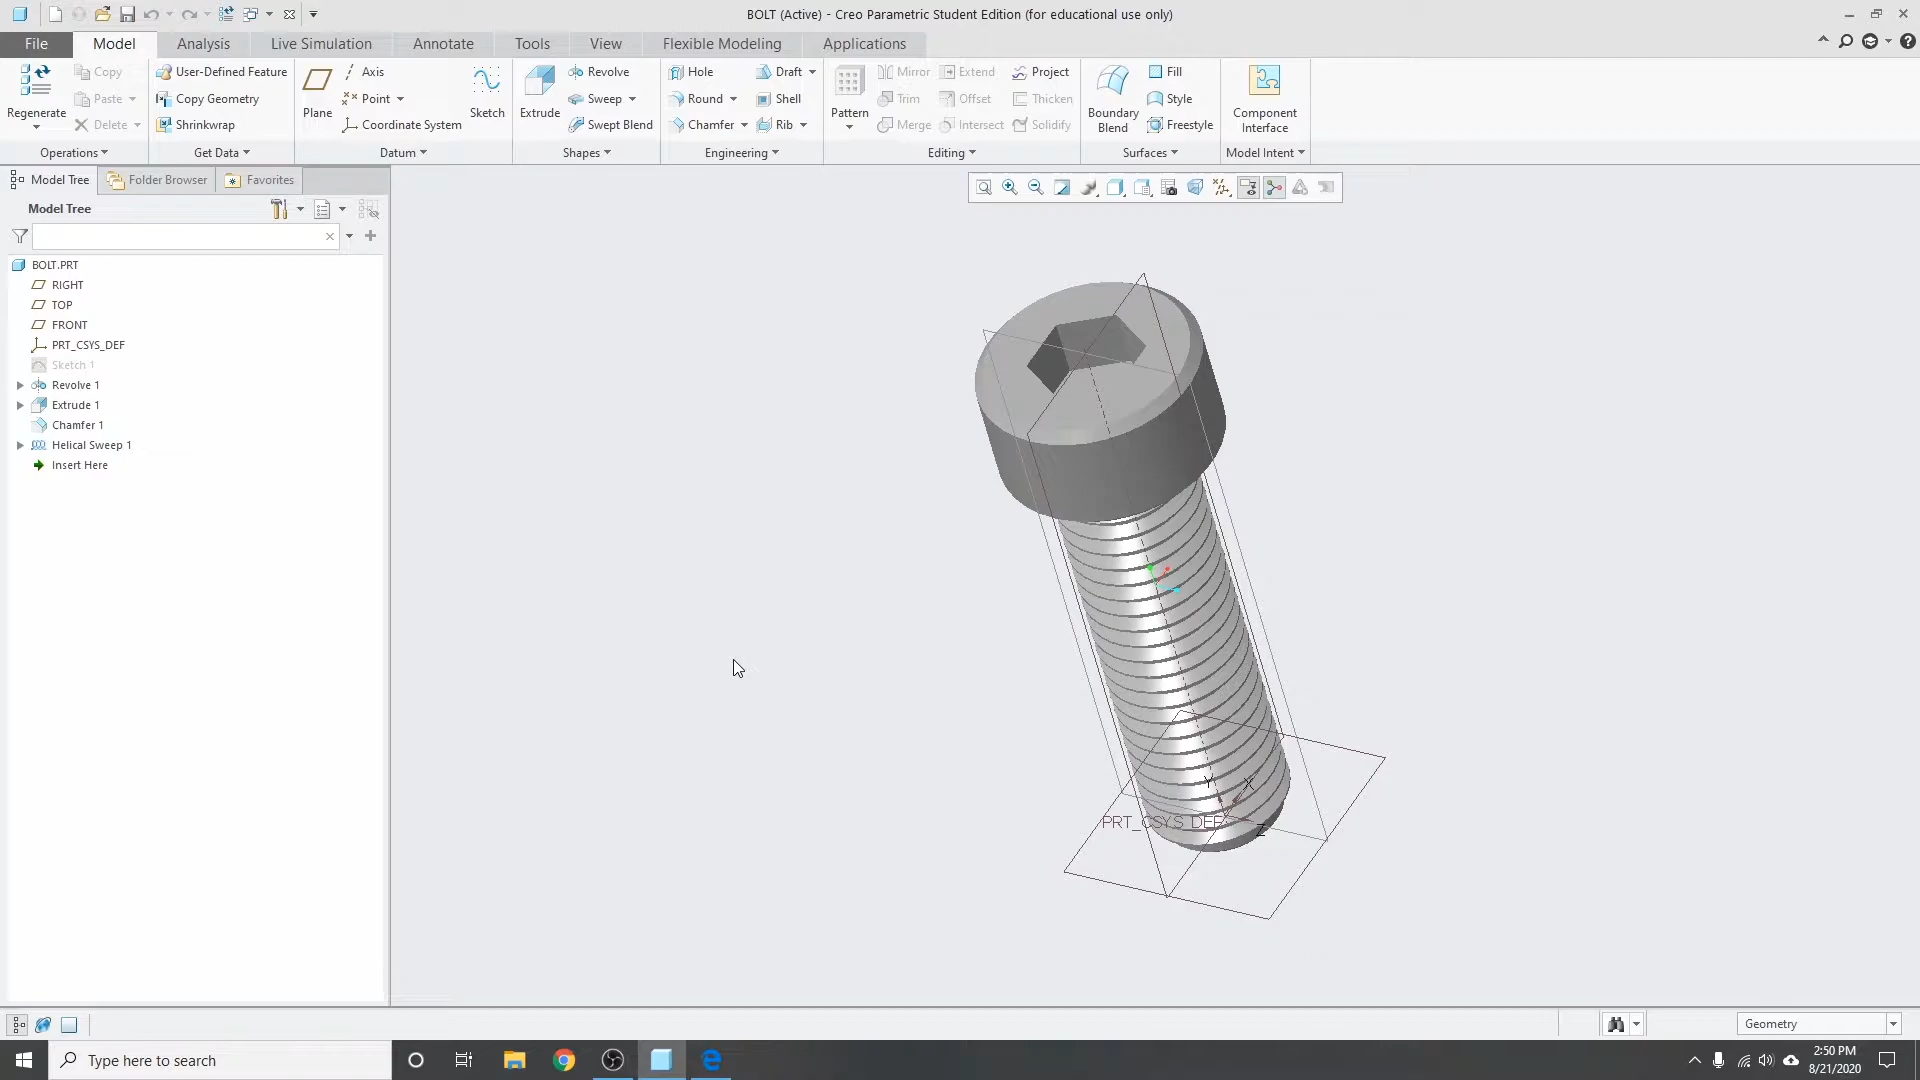 BOLT (Active) - Creo Parametric Student Edition (for educational use only)
File Model Analysis Live Simulation Annotate Tools View Flexible Modeling Applications
Regenerate
Copy
Paste
Delete
Operations
User-Defined Feature
Copy Geometry
Shrinkwrap
Get Data
Plane
Axis
Point
Coordinate System
Sketch
Datum
Extrude
Revolve
Sweep
Swept Blend
Shapes
Hole
Round
Chamfer
Draft
Shell
Rib
Engineering
Pattern
Mirror
Trim
Merge
Extend
Offset
Intersect
Project
Thicken
Solidify
Editing
Boundary
Blend
Fill
Style
Freestyle
Surfaces
Component
Interface
Model Intent
Model Tree Folder Browser Favorites
Model Tree
BOLT.PRT
RIGHT
TOP
FRONT
PRT_CSYS_DEF
Sketch 1
Revolve 1
Extrude 1
Chamfer 1
Helical Sweep 1
Insert Here
Y X
PRT_CSYS_DEF
Z
Geometry
Type here to search
2:50 PM
8/21/2020